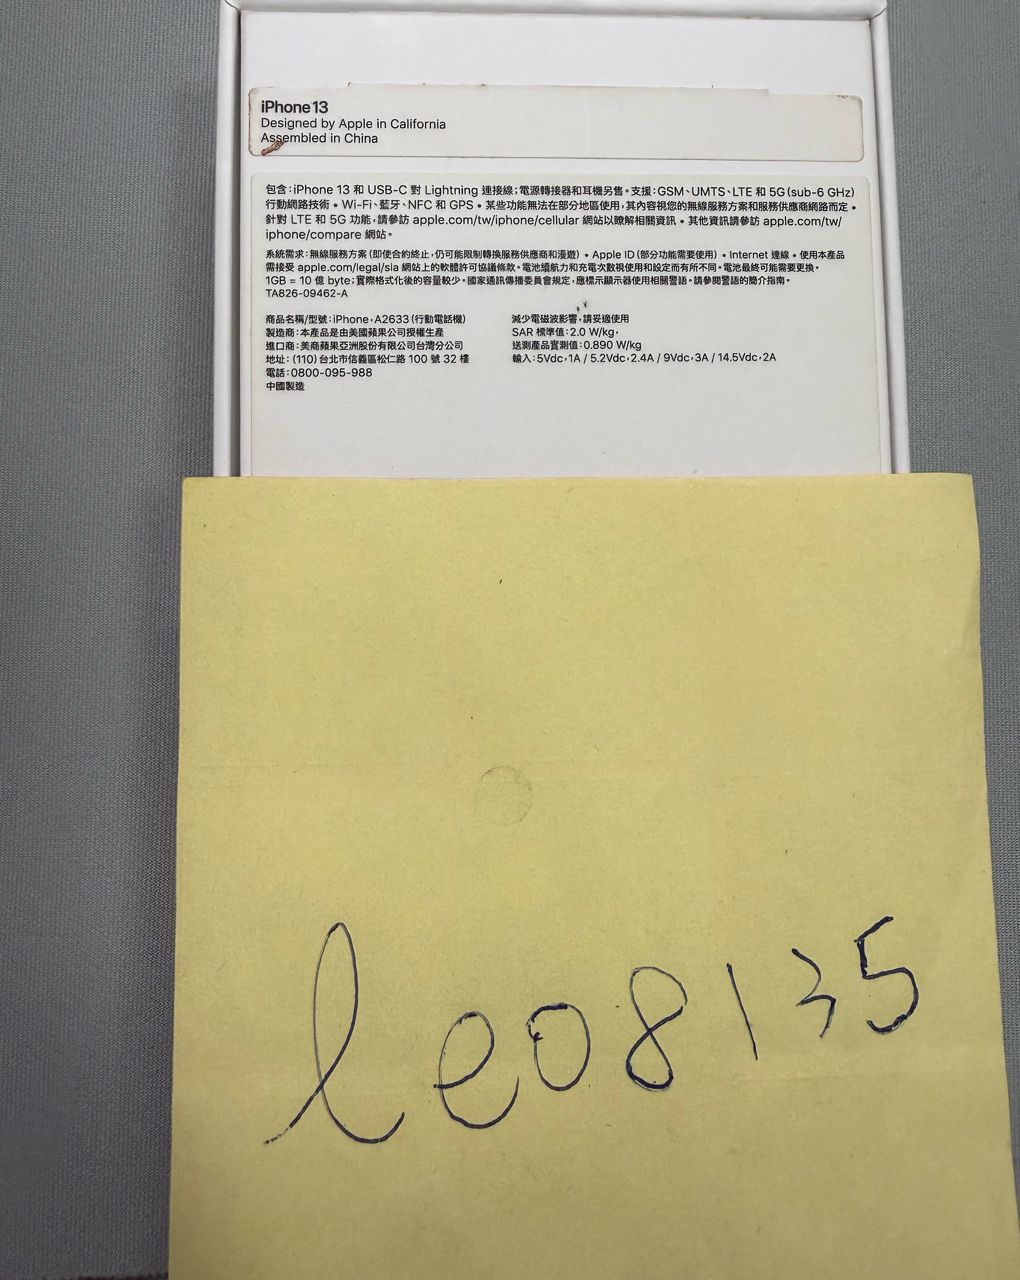 iPhone 13
Designed by Apple in California
Assembled in China
包含：iPhone 13 和 USB-C 對 Lightning 連接線；電源轉接器和耳機另售。支援：GSM、UMTS、LTE 和 5G (sub-6 GHz)
行動網路技術 • Wi-Fi、藍牙、NFC 和 GPS • 某些功能無法在部分地區使用，其內容視您的無線服務方案和服務供應商網路而定 •
針對 LTE 和 5G 功能，請參訪 apple.com/tw/iphone/cellular 網站以瞭解相關資訊 • 其他資訊請參訪 apple.com/tw/
iphone/compare 網站。
系統需求：無線服務方案 (即使合約終止，仍可能限制轉換服務供應商和漫遊) • Apple ID (部分功能需要使用) • Internet 連線 • 使用本產品
需接受 apple.com/legal/sla 網站上的軟體許可協議條款。電池續航力和充電次數視使用和設定而有所不同。電池最終可能需要更換。
1GB = 10 億 byte；實際格式化後的容量較少。國家通訊傳播委員會規定，應標示顯示器使用相關警語。請參閱警語的簡介指南。
TA826-09462-A
商品名稱/型號：iPhone，A2633 (行動電話機)
製造商：本產品是由美國蘋果公司授權生產
進口商：美商蘋果亞洲股份有限公司台灣分公司
地址：(110) 台北市信義區松仁路 100 號 32 樓
電話：0800-095-988
中國製造
減少電磁波影響，請妥適使用
SAR 標準值：2.0 W/kg，
送測產品實測值：0.890 W/kg
輸入：5Vdc，1A / 5.2Vdc，2.4A / 9Vdc，3A / 14.5Vdc，2A
leo8135